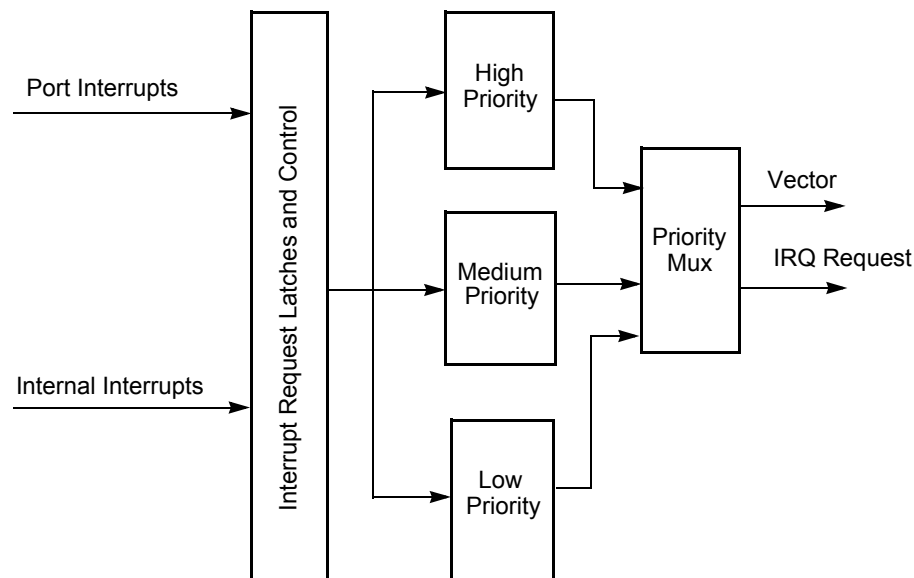 Port Interrupts
Internal Interrupts
Interrupt Request Latches and Control
High
Priority
Medium
Priority
Low
Priority
Priority
Mux
Vector
IRQ Request